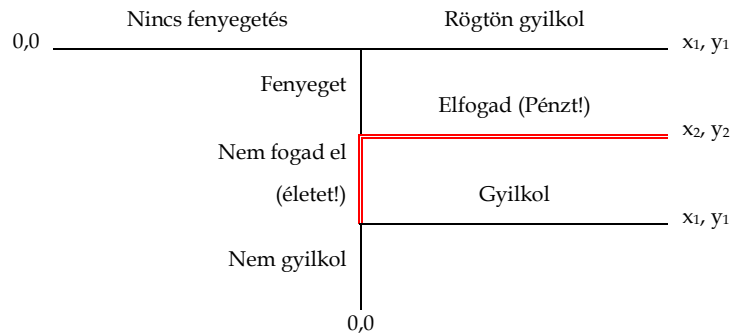 Nincs fenyegetés Rögtön gyilkol
0,0 x₁, y₁
Fenyeget
Elfogad (Pénzt!)
x₂, y₂
Nem fogad el
(életet!) Gyilkol
x₁, y₁
Nem gyilkol
0,0